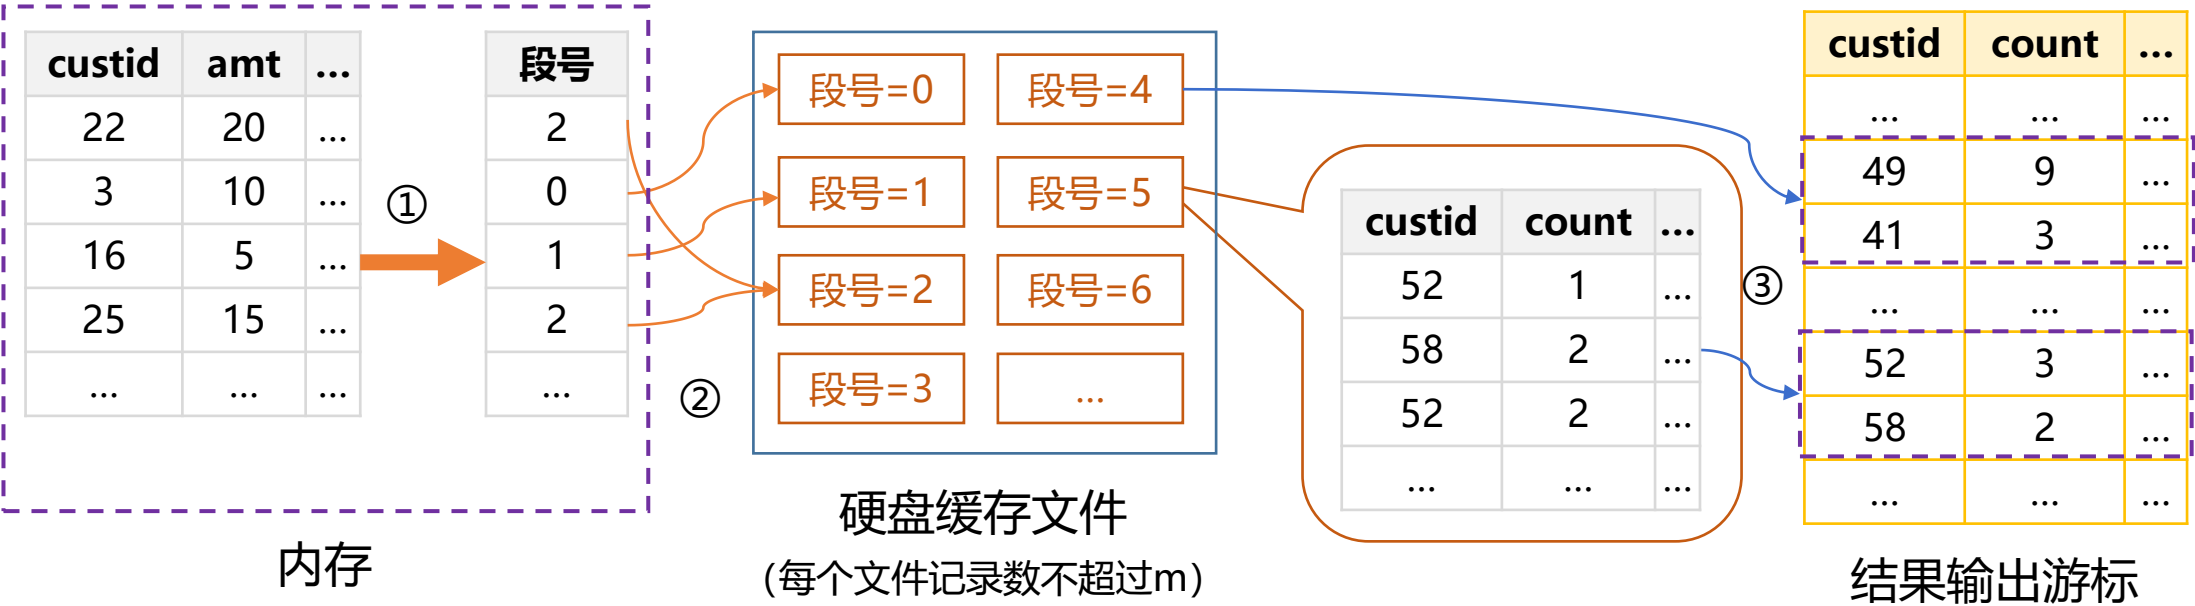 custid amt ...
22 20 ...
3 10 ...
16 5 ...
25 15 ...
... ... ...
①
段号
2
0
1
2
...
内存
②
段号=0 段号=4
段号=1 段号=5
段号=2 段号=6
段号=3 ...
硬盘缓存文件
（每个文件记录数不超过m）
custid count ...
52 1 ...
58 2 ...
52 2 ...
... ... ...
③
custid count ...
... ... ...
49 9 ...
41 3 ...
... ... ...
52 3 ...
58 2 ...
... ... ...
结果输出游标